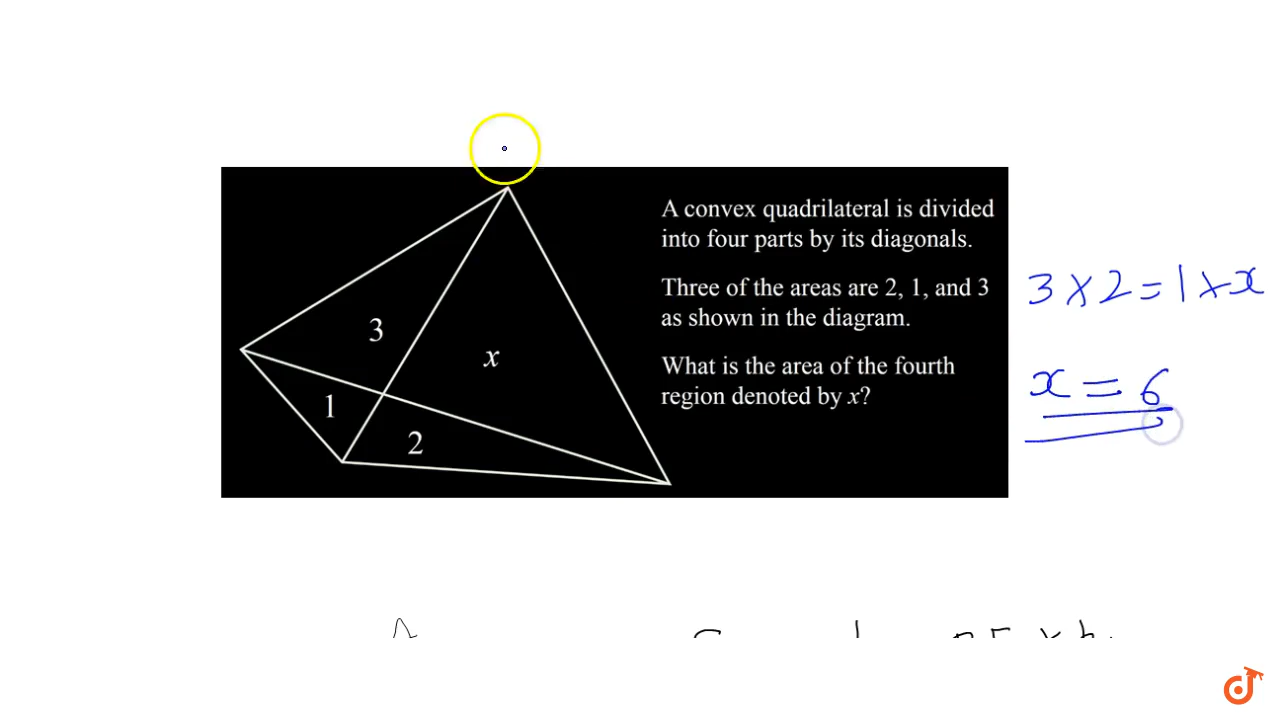 A convex quadrilateral is divided
into four parts by its diagonals.
Three of the areas are 2, 1, and 3
as shown in the diagram.
What is the area of the fourth
region denoted by x?
3
x
1
2
3 × 2 = 1 × x
x = 6